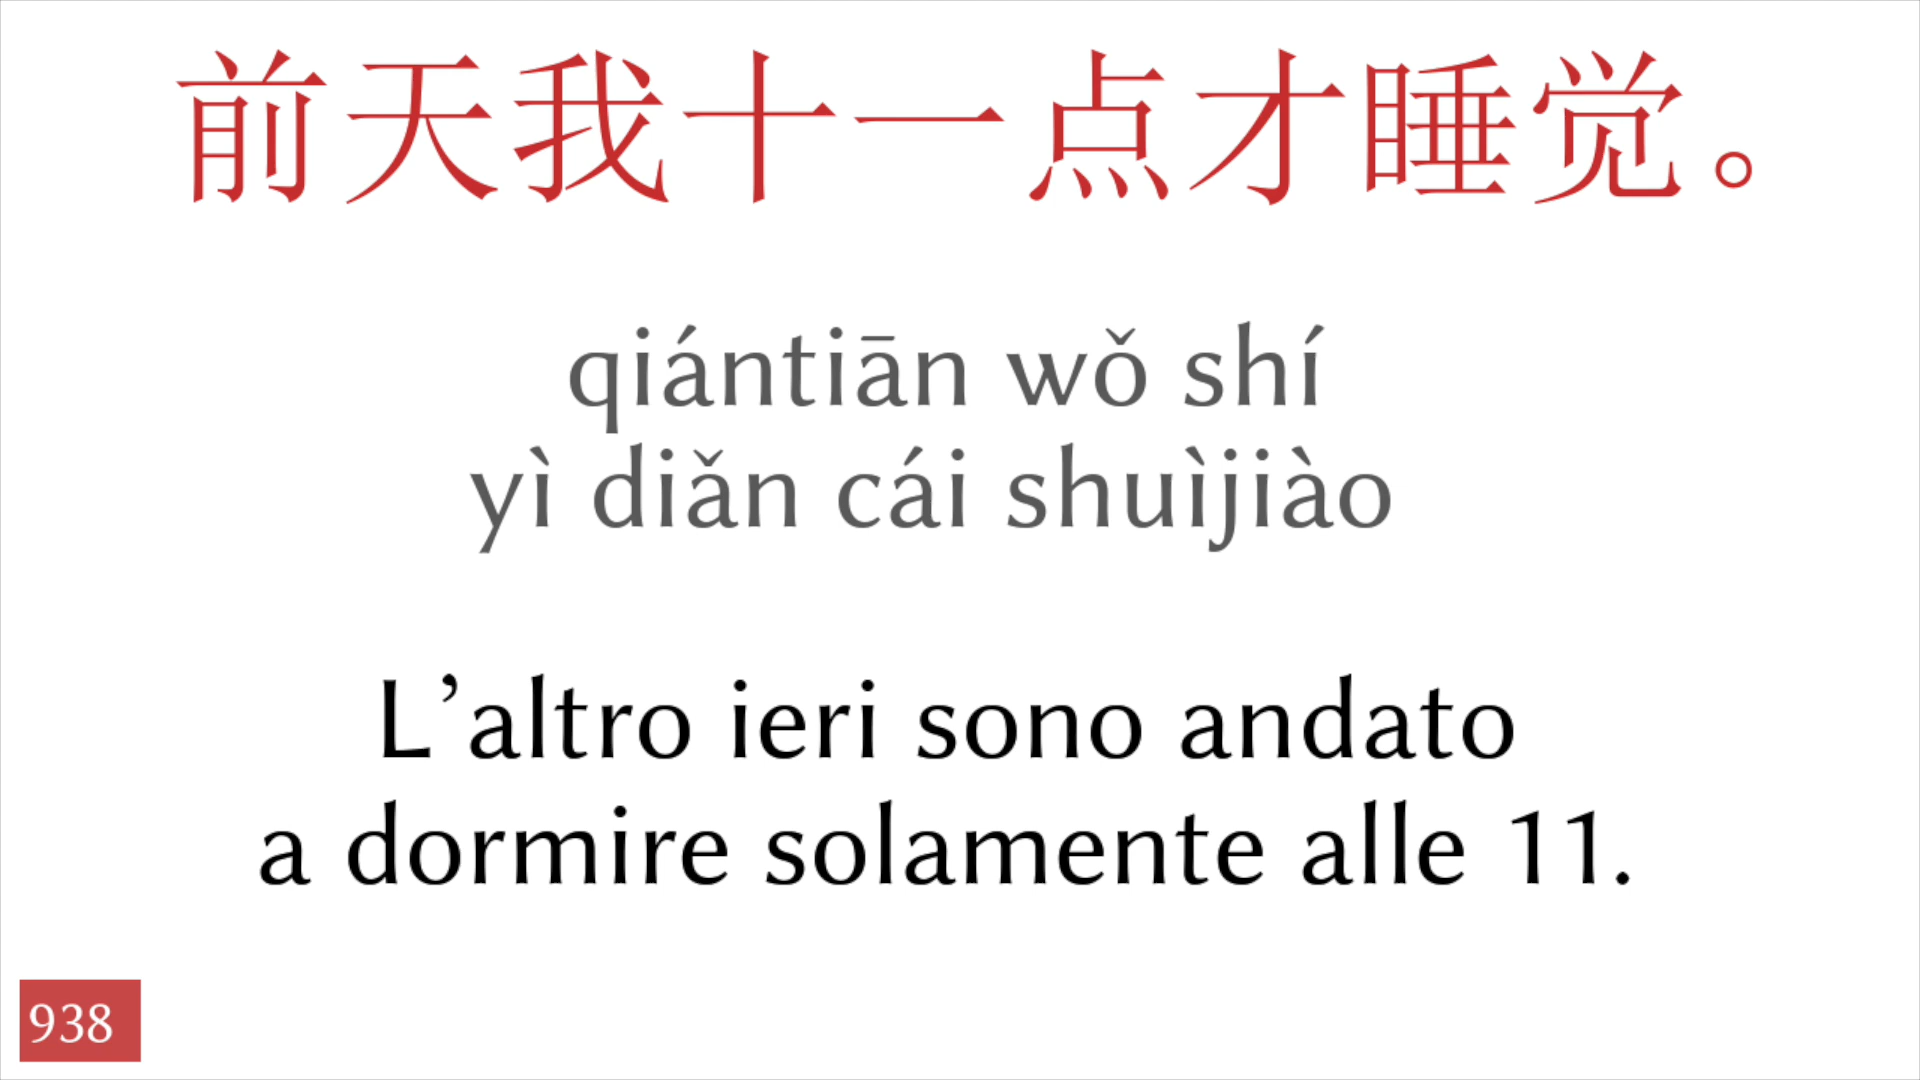 前天我十一点才睡觉。
qiántiān wǒ shí
yì diǎn cái shuìjiào
L’altro ieri sono andato
a dormire solamente alle 11.
938